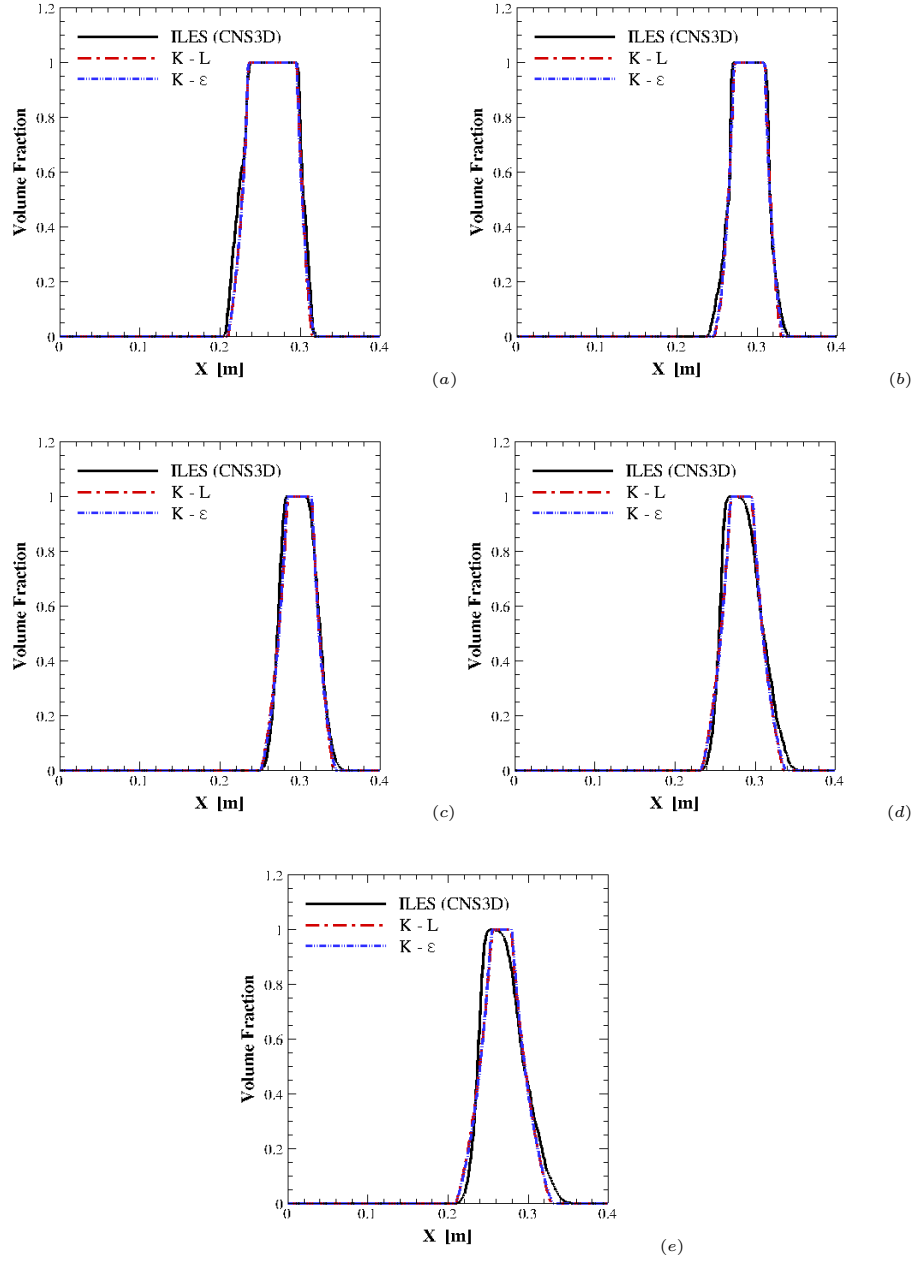 ILES (CNS3D)
K - L
K - ε
Volume Fraction
1.2
1
0.8
0.6
0.4
0.2
0
0 0.1 0.2 0.3 0.4
X [m]
(a)
ILES (CNS3D)
K - L
K - ε
Volume Fraction
1.2
1
0.8
0.6
0.4
0.2
0
0 0.1 0.2 0.3 0.4
X [m]
(b)
ILES (CNS3D)
K - L
K - ε
Volume Fraction
1.2
1
0.8
0.6
0.4
0.2
0
0 0.1 0.2 0.3 0.4
X [m]
(c)
ILES (CNS3D)
K - L
K - ε
Volume Fraction
1.2
1
0.8
0.6
0.4
0.2
0
0 0.1 0.2 0.3 0.4
X [m]
(d)
ILES (CNS3D)
K - L
K - ε
Volume Fraction
1.2
1
0.8
0.6
0.4
0.2
0
0 0.1 0.2 0.3 0.4
X [m]
(e)